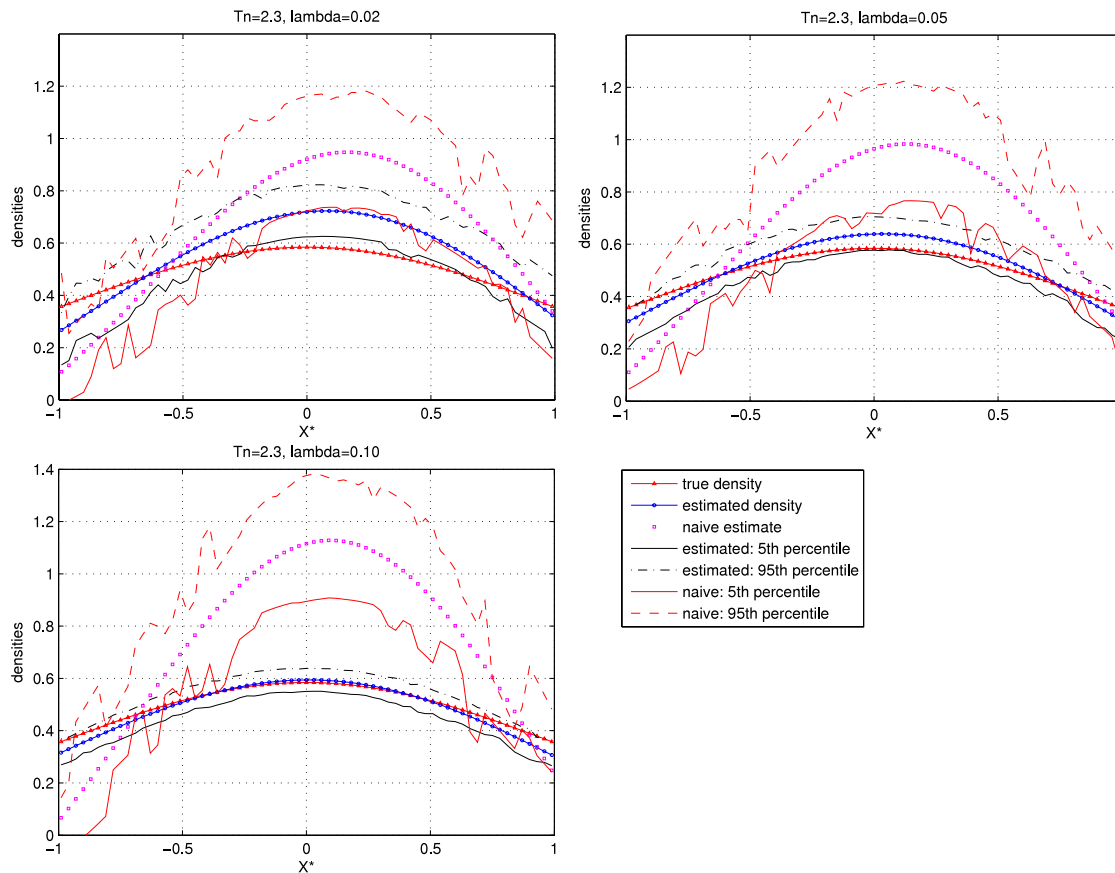 Tn=2.3, lambda=0.02
densities
1.2
1
0.8
0.6
0.4
0.2
0
-1
-0.5
0
0.5
1
X*
Tn=2.3, lambda=0.05
densities
1.2
1
0.8
0.6
0.4
0.2
0
-1
-0.5
0
0.5
1
X*
Tn=2.3, lambda=0.10
densities
1.4
1.2
1
0.8
0.6
0.4
0.2
0
-1
-0.5
0
0.5
1
X*
true density
estimated density
naive estimate
estimated: 5th percentile
estimated: 95th percentile
naive: 5th percentile
naive: 95th percentile